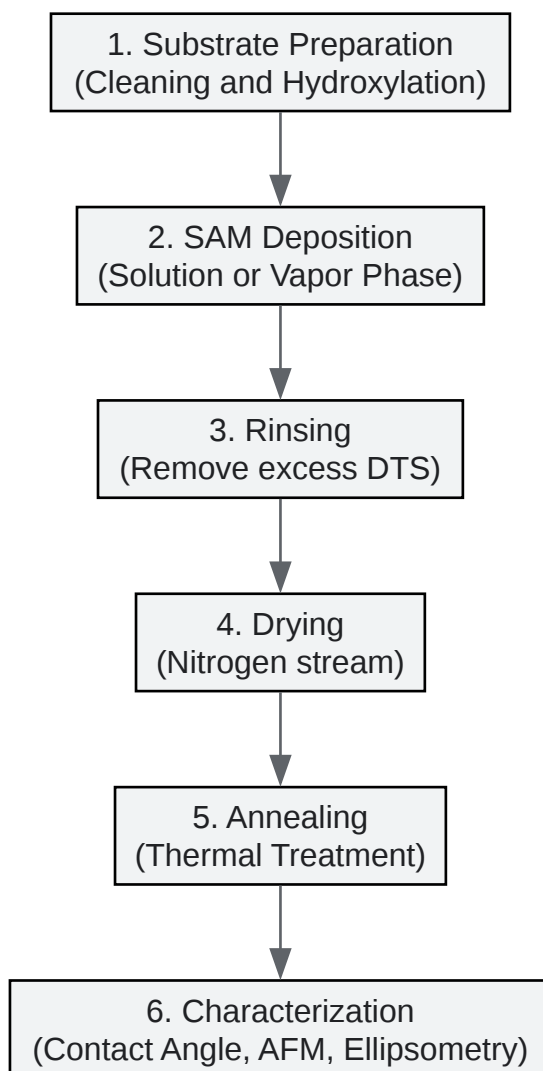 1. Substrate Preparation
(Cleaning and Hydroxylation)
2. SAM Deposition
(Solution or Vapor Phase)
3. Rinsing
(Remove excess DTS)
4. Drying
(Nitrogen stream)
5. Annealing
(Thermal Treatment)
6. Characterization
(Contact Angle, AFM, Ellipsometry)